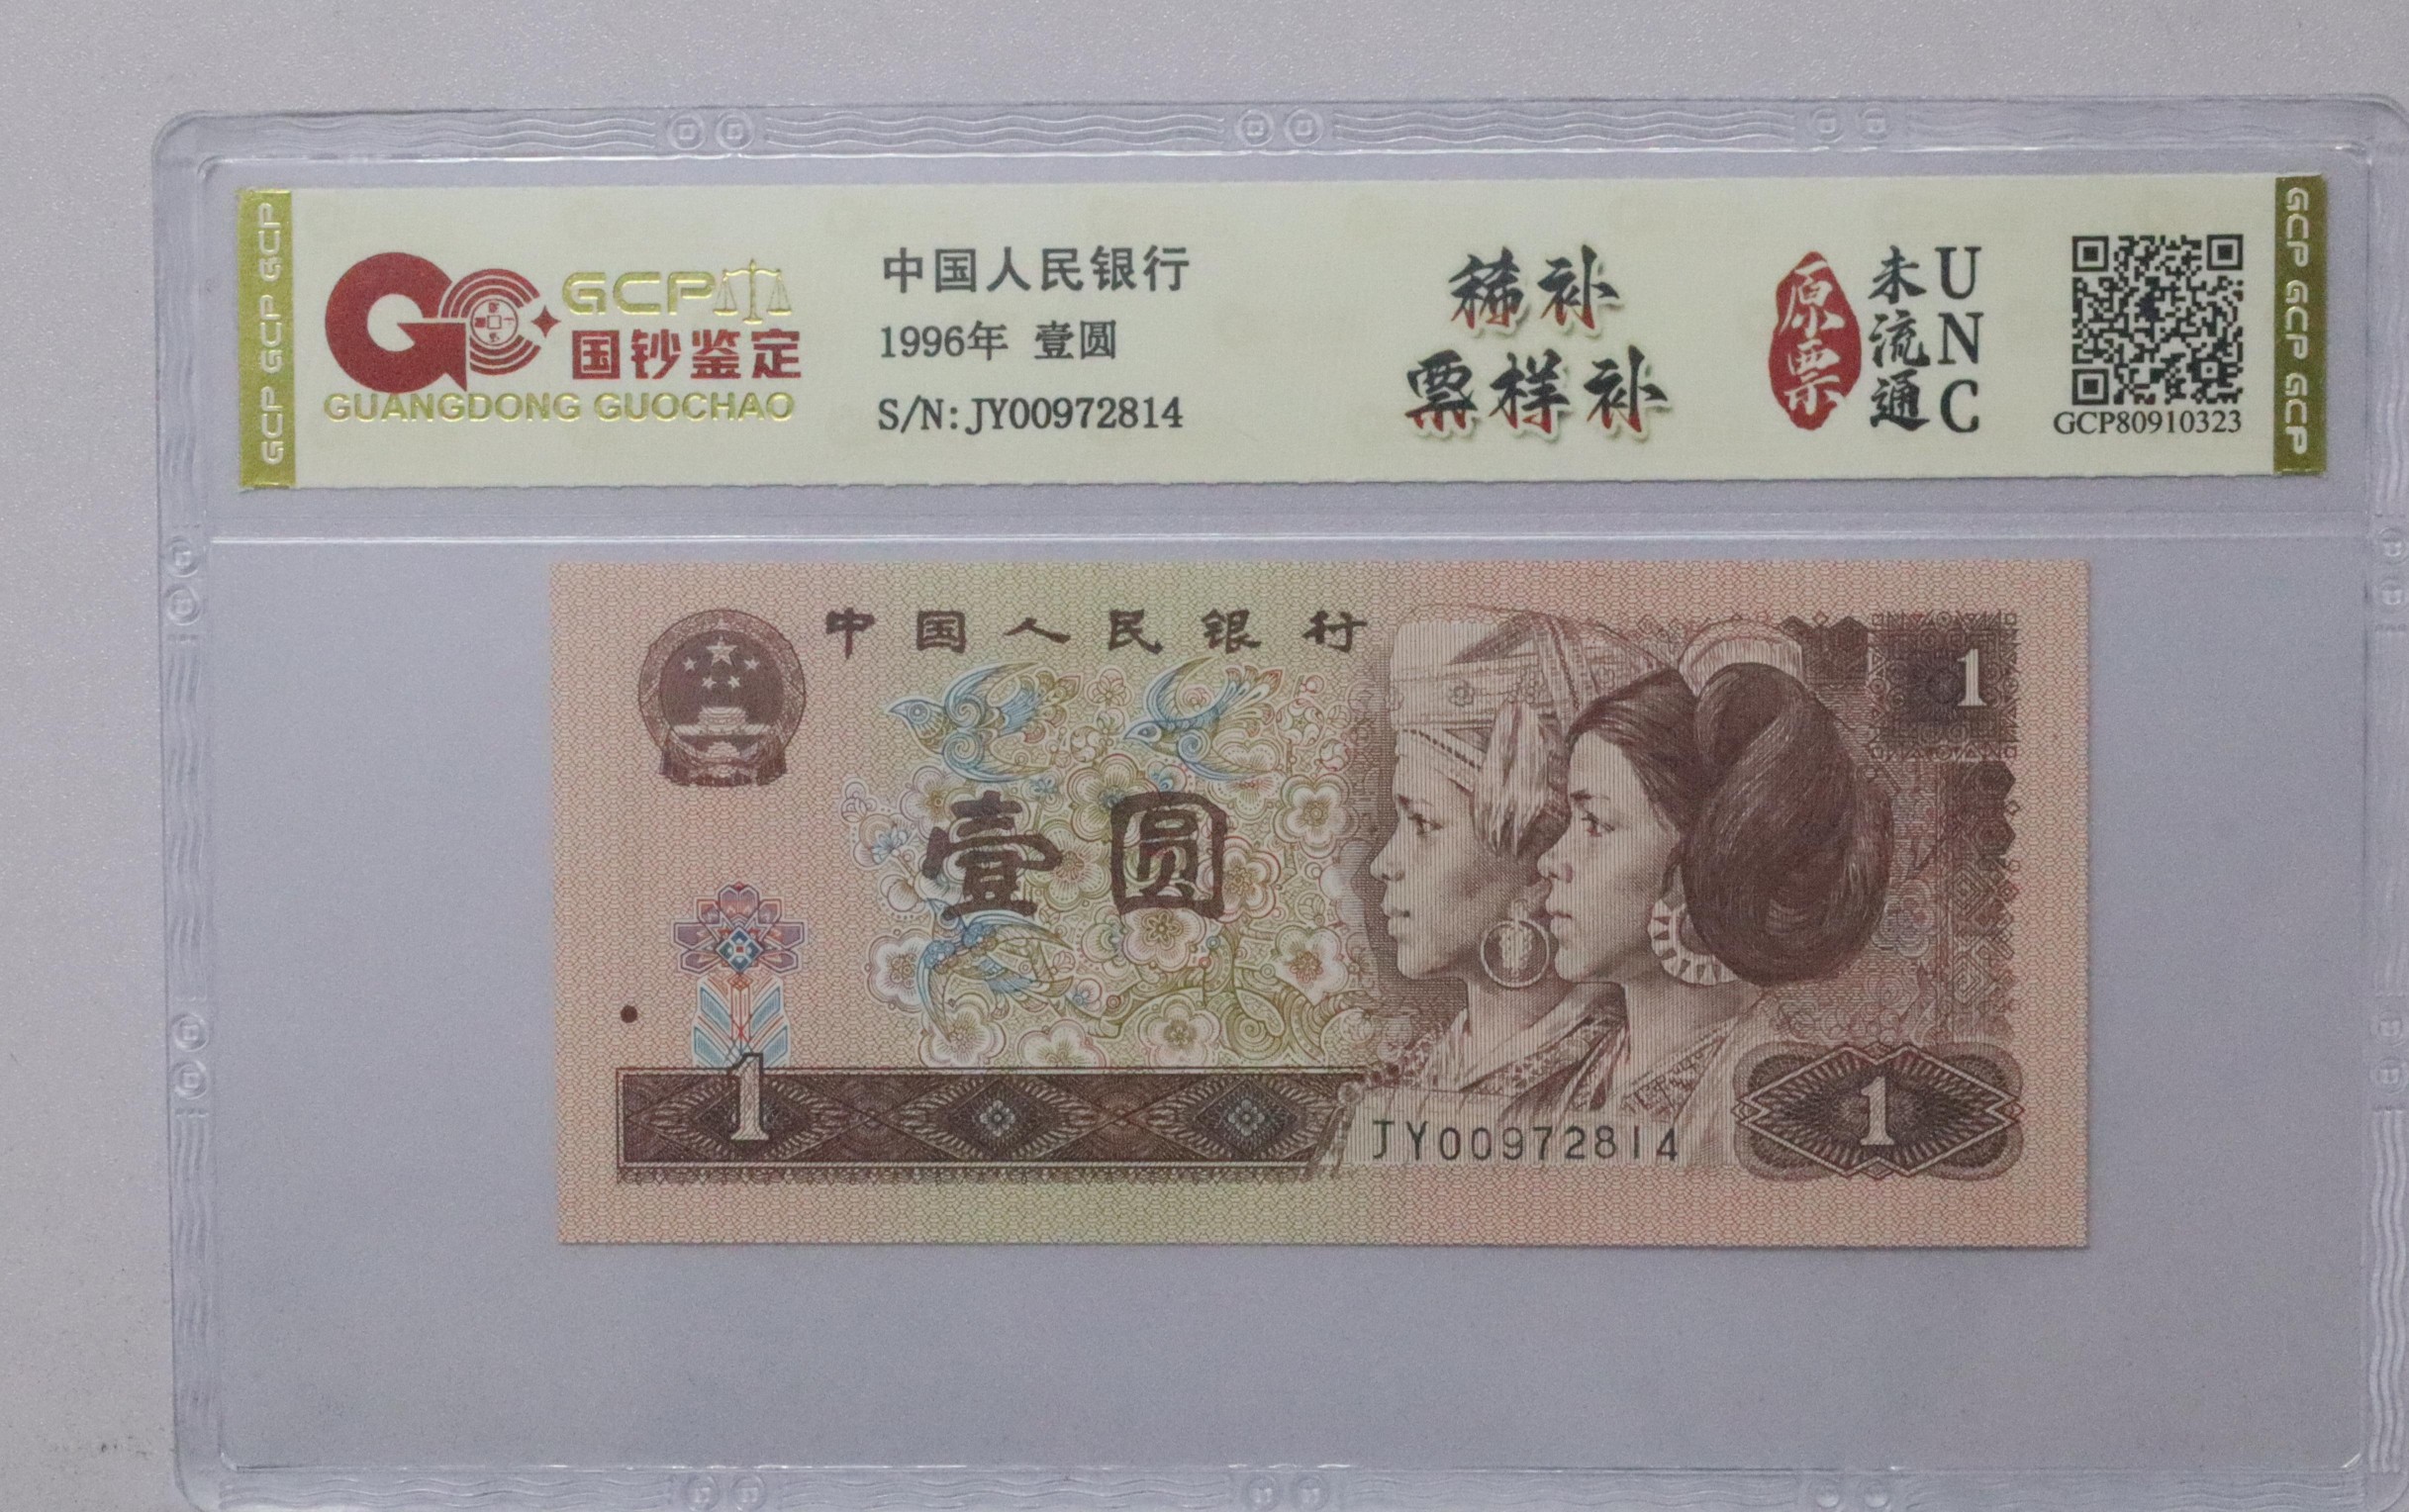 GCP GCP GCP
GCP
国钞鉴定
GUANGDONG GUOCHAO
中国人民银行
1996年 壹圆
S/N:JY00972814
稀补
票样补
原票
未流通
UNC
GCP80910323
GCP GCP GCP
中国人民银行
1
壹圆
1
JY00972814
1